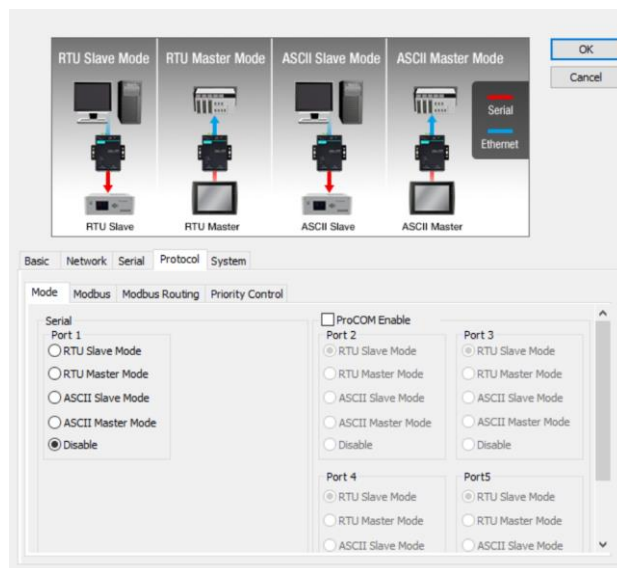 RTU Slave Mode RTU Master Mode ASCII Slave Mode ASCII Master Mode
Serial
Ethernet
RTU Slave RTU Master ASCII Slave ASCII Master
OK
Cancel
Basic Network Serial Protocol System
Mode Modbus Modbus Routing Priority Control
Serial
Port 1
RTU Slave Mode
RTU Master Mode
ASCII Slave Mode
ASCII Master Mode
Disable
ProCOM Enable
Port 2
RTU Slave Mode
RTU Master Mode
ASCII Slave Mode
ASCII Master Mode
Disable
Port 3
RTU Slave Mode
RTU Master Mode
ASCII Slave Mode
ASCII Master Mode
Disable
Port 4
RTU Slave Mode
RTU Master Mode
ASCII Slave Mode
Port5
RTU Slave Mode
RTU Master Mode
ASCII Slave Mode